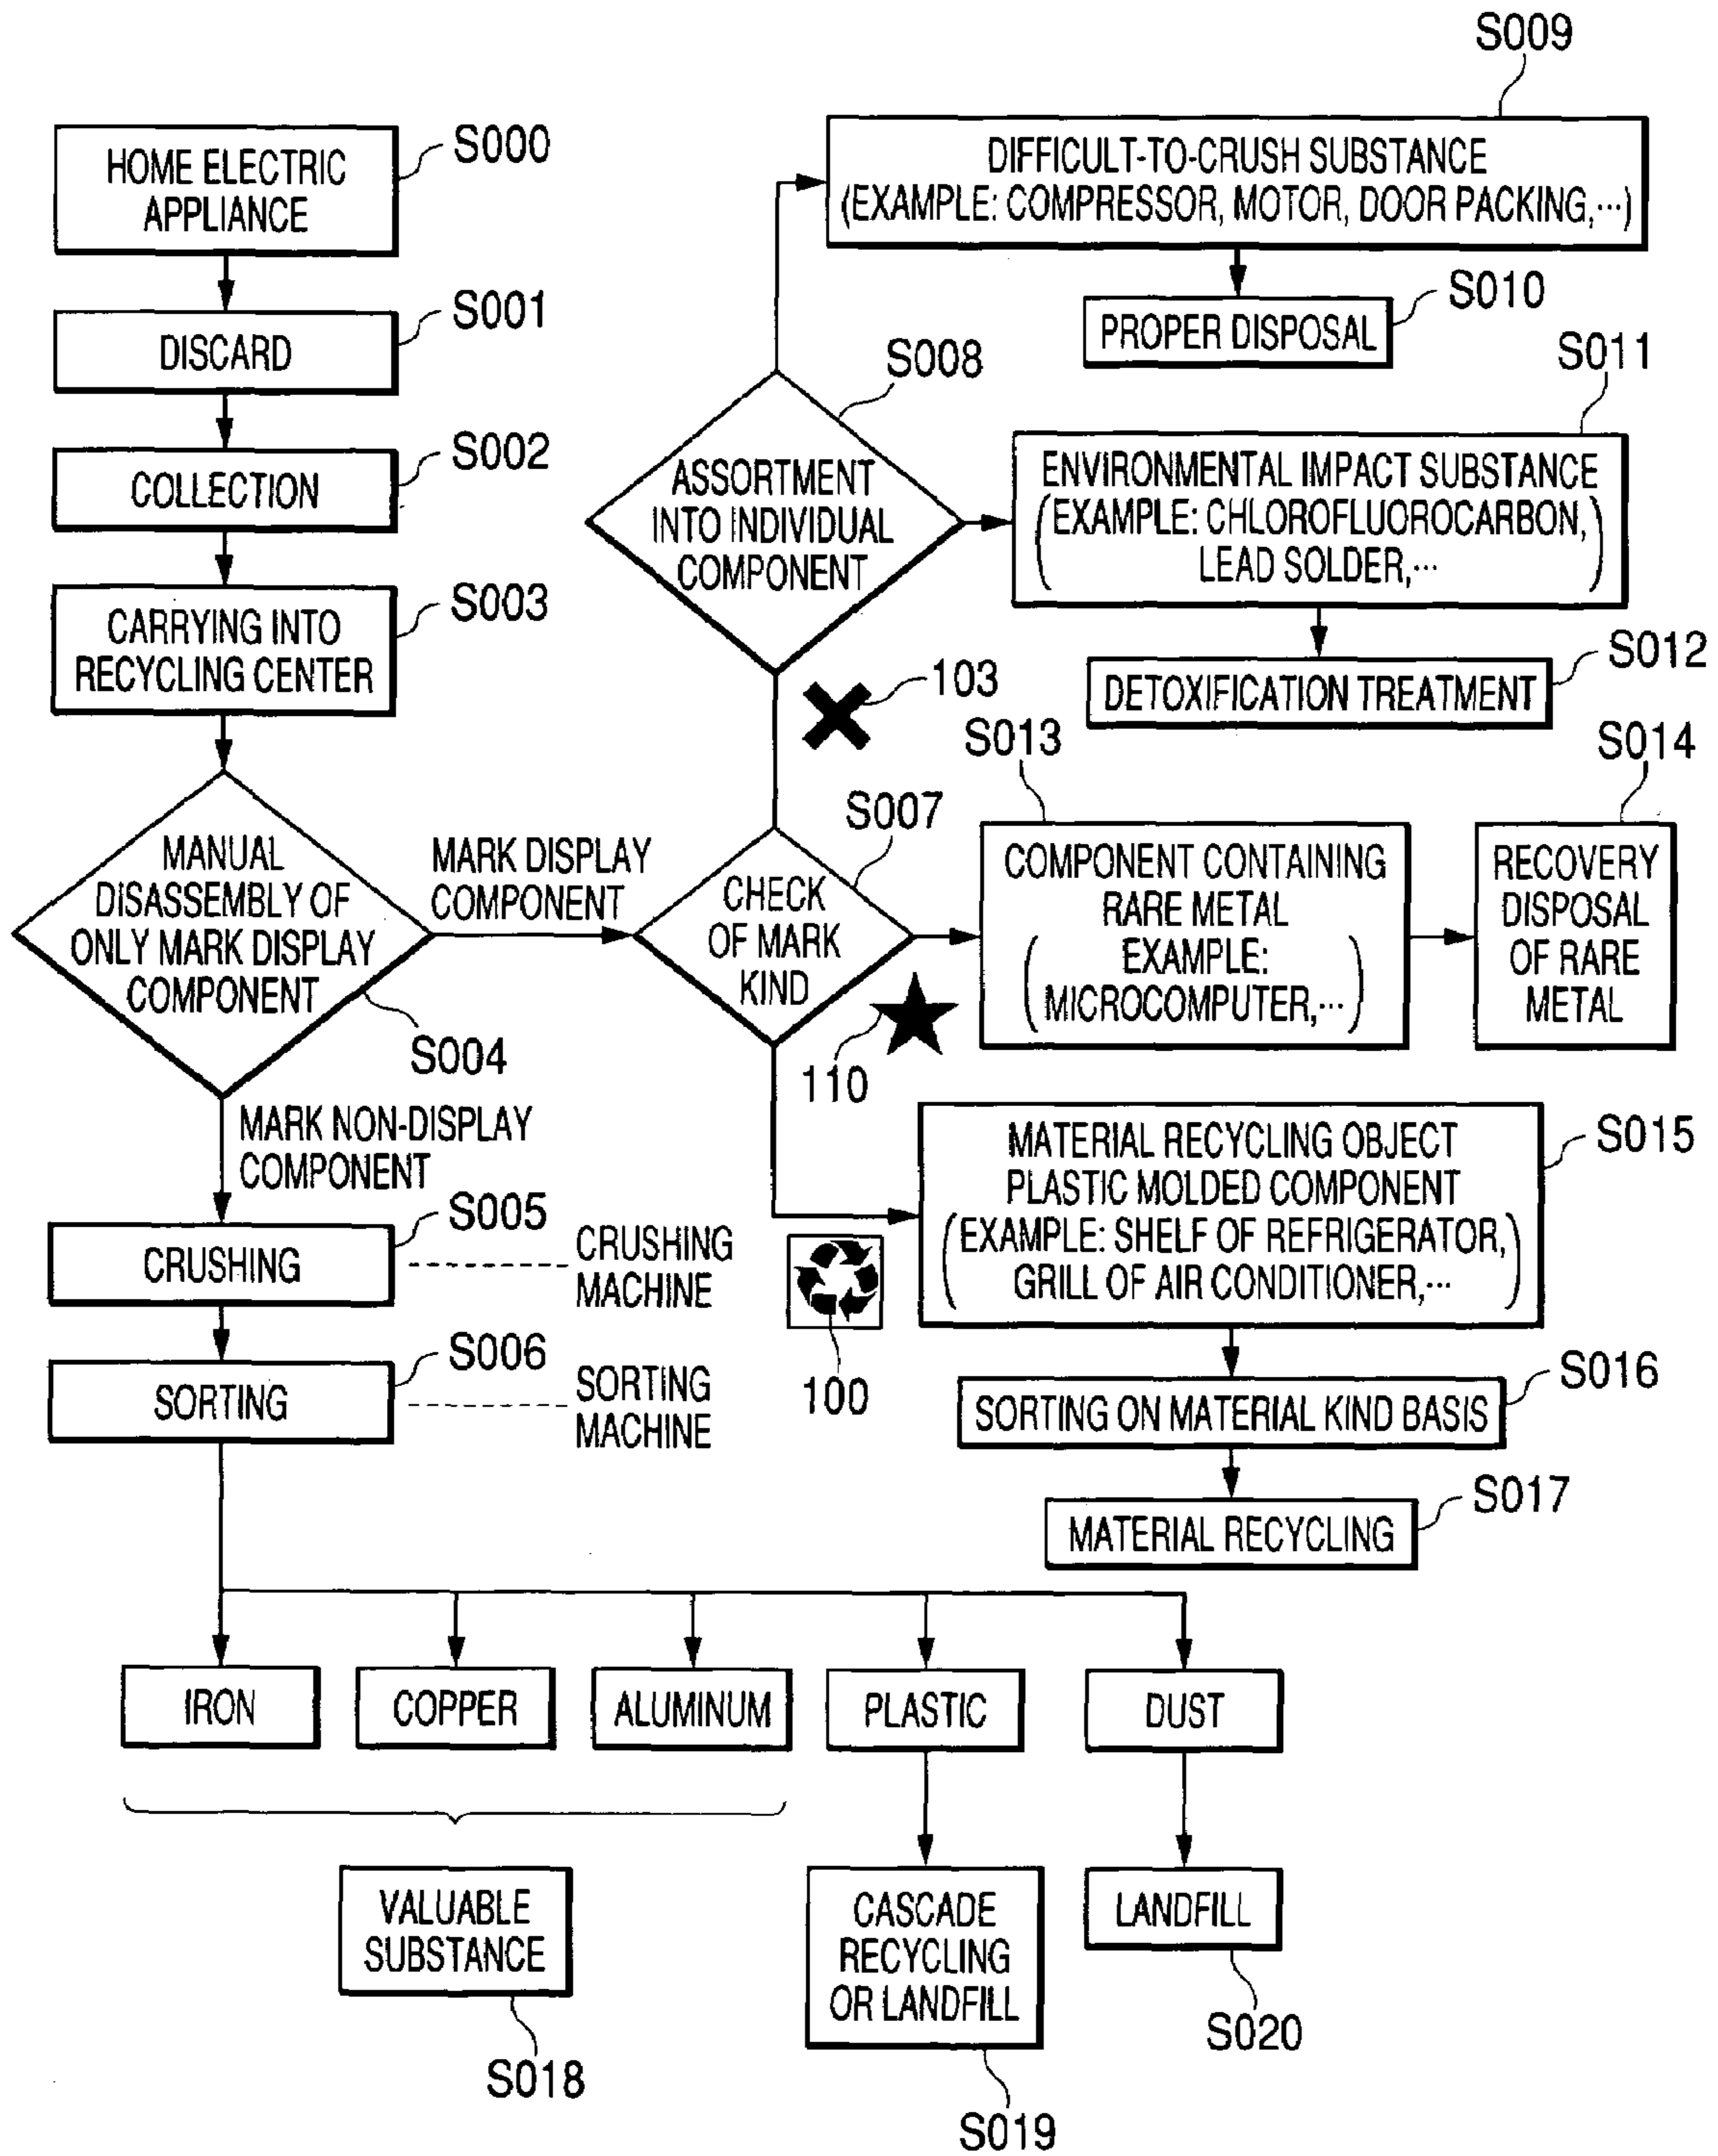 HOME ELECTRIC
APPLIANCE
S000
DISCARD
S001
COLLECTION
S002
CARRYING INTO
RECYCLING CENTER
S003
MANUAL
DISASSEMBLY OF
ONLY MARK DISPLAY
COMPONENT
S004
MARK DISPLAY
COMPONENT
MARK NON-DISPLAY
COMPONENT
CRUSHING
S005
CRUSHING
MACHINE
SORTING
S006
SORTING
MACHINE
CHECK
OF MARK
KIND
S007
103
110
100
ASSORTMENT
INTO INDIVIDUAL
COMPONENT
S008
S009
DIFFICULT-TO-CRUSH SUBSTANCE
(EXAMPLE: COMPRESSOR, MOTOR, DOOR PACKING,···)
PROPER DISPOSAL
S010
S011
ENVIRONMENTAL IMPACT SUBSTANCE
(EXAMPLE: CHLOROFLUOROCARBON,
LEAD SOLDER,···)
DETOXIFICATION TREATMENT
S012
S013
COMPONENT CONTAINING
RARE METAL
(EXAMPLE:
MICROCOMPUTER,···)
S014
RECOVERY
DISPOSAL
OF RARE
METAL
MATERIAL RECYCLING OBJECT
PLASTIC MOLDED COMPONENT
(EXAMPLE: SHELF OF REFRIGERATOR,
GRILL OF AIR CONDITIONER,···)
S015
SORTING ON MATERIAL KIND BASIS
S016
MATERIAL RECYCLING
S017
IRON
COPPER
ALUMINUM
PLASTIC
DUST
VALUABLE
SUBSTANCE
S018
CASCADE
RECYCLING
OR LANDFILL
S019
LANDFILL
S020